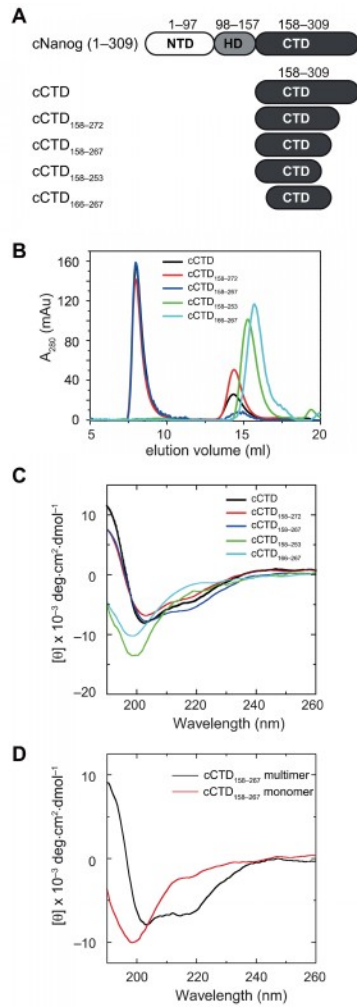 A
1–97 98–157 158–309
cNanog (1–309) NTD HD CTD
158–309
cCTD CTD
cCTD158–272 CTD
cCTD158–267 CTD
cCTD158–253 CTD
cCTD166–267 CTD
B
160
120
80
40
0
A280 (mAu)
cCTD
cCTD158–272
cCTD158–267
cCTD158–253
cCTD166–267
5 10 15 20
elution volume (ml)
C
10
0
−10
−20
[θ] x 10−3 deg·cm2·dmol−1
cCTD
cCTD158–272
cCTD158–267
cCTD158–253
cCTD166–267
200 220 240 260
Wavelength (nm)
D
10
0
−10
[θ] x 10−3 deg·cm2·dmol−1
cCTD158–267 multimer
cCTD158–267 monomer
200 220 240 260
Wavelength (nm)